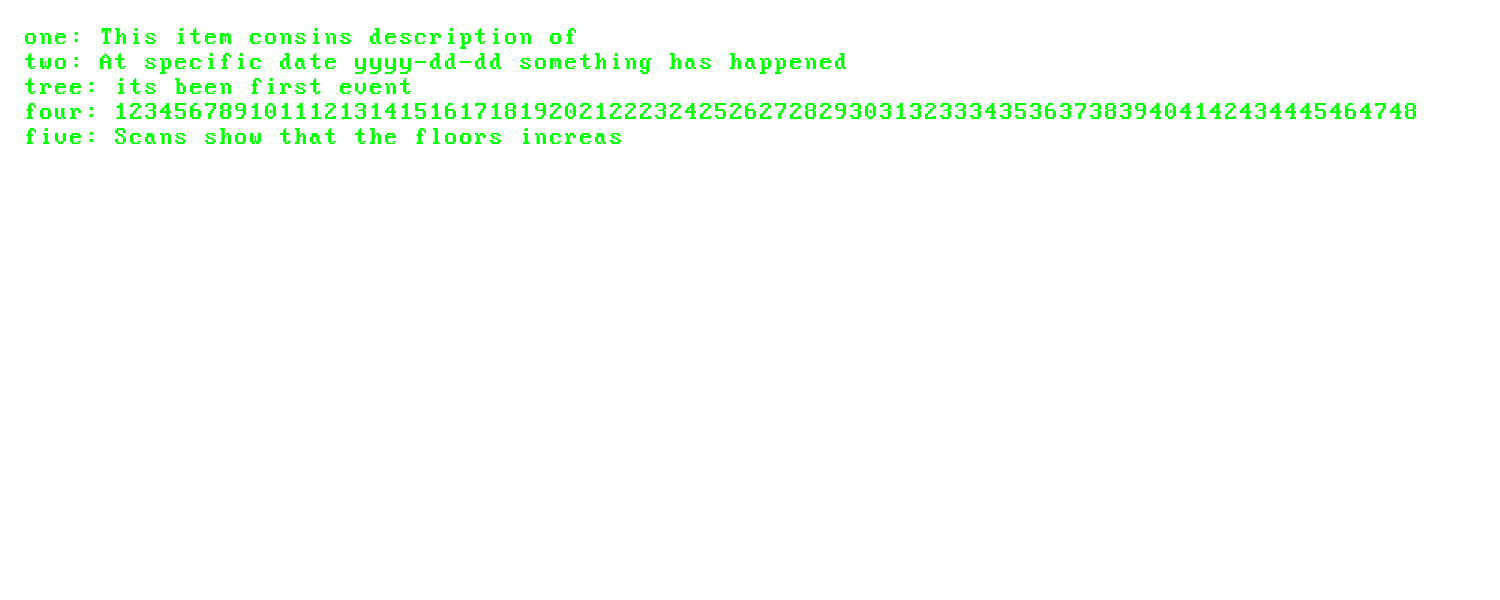 one: This item consins description of
two: At specific date yyyy-dd-dd something has happened
tree: its been first event
four: 123456789101112131415161718192021222324252627282930313233343536373839404142434445464748
five: Scans show that the floors increas